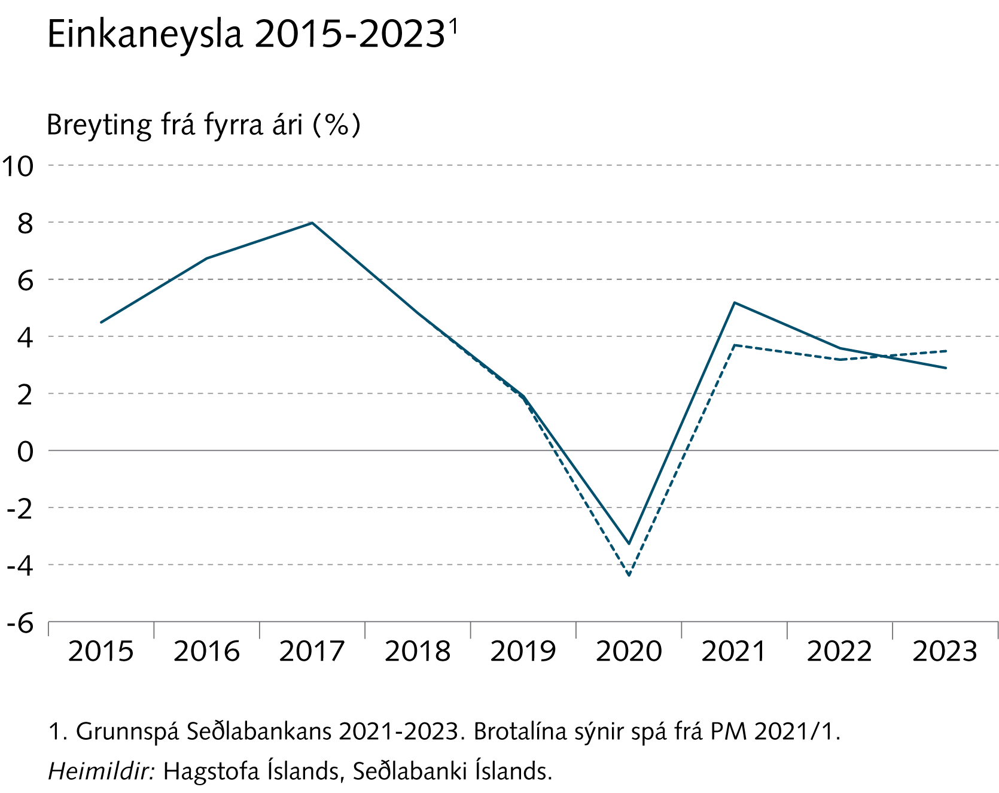 Einkaneysla 2015-2023¹
Breyting frá fyrra ári (%)
10
8
6
4
2
0
-2
-4
-6
2015 2016 2017 2018 2019 2020 2021 2022 2023
1. Grunnspá Seðlabankans 2021-2023. Brotalína sýnir spá frá PM 2021/1.
Heimildir: Hagstofa Íslands, Seðlabanki Íslands.